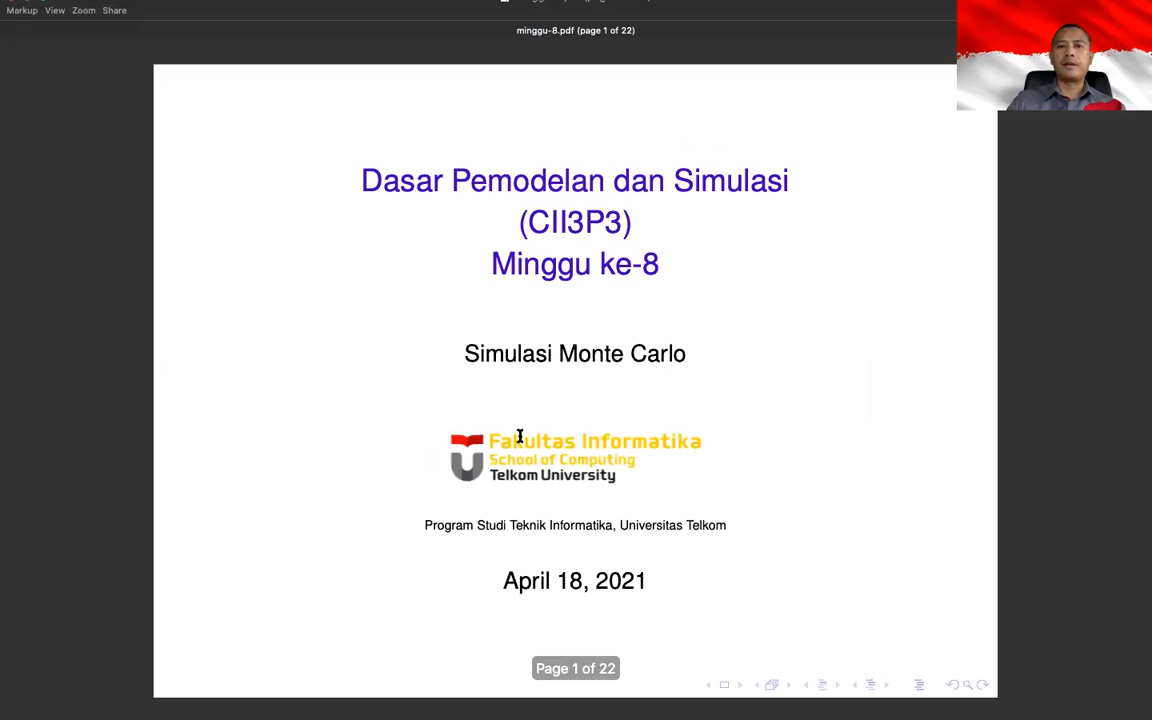 Markup View Zoom Share
minggu-8.pdf (page 1 of 22)
Dasar Pemodelan dan Simulasi
(CII3P3)
Minggu ke-8
Simulasi Monte Carlo
Fakultas Informatika
School of Computing
Telkom University
Program Studi Teknik Informatika, Universitas Telkom
April 18, 2021
Page 1 of 22